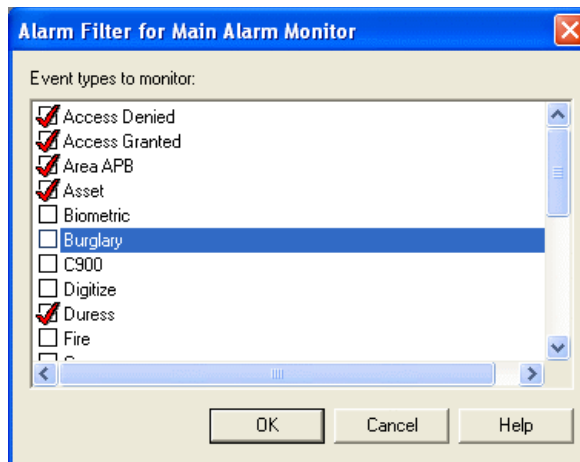 Alarm Filter for Main Alarm Monitor
Event types to monitor:
Access Denied
Access Granted
Area APB
Asset
Biometric
Burglary
C900
Digitize
Duress
Fire
OK Cancel Help